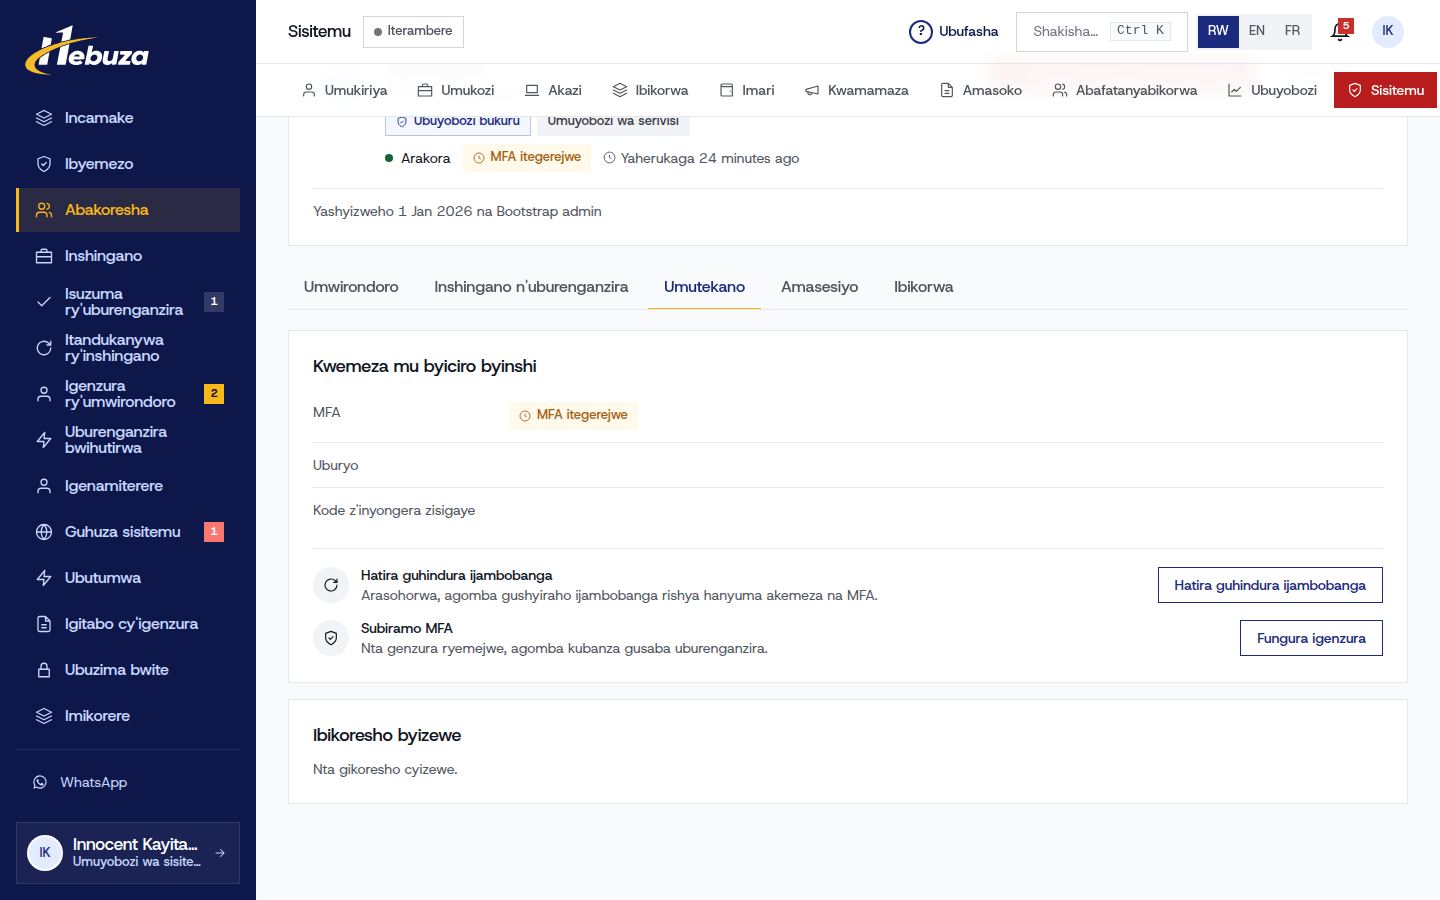 Hebuza
Sisitemu
Iterambere
? Ubufasha
Shakisha... Ctrl K
RW EN FR
5
IK
Umukiriya
Umukozi
Akazi
Ibikorwa
Imari
Kwamamaza
Amasoko
Abafatanyabikorwa
Ubuyobozi
Sisitemu
Incamake
Ibyemezo
Abakoresha
Inshingano
Isuzuma
ry'uburenganzira
1
Itandukanywa
ry'inshingano
Igenzura
ry'umwirondoro
2
Uburenganzira
bwihutirwa
Igenamiterere
Guhuza sisitemu
1
Ubutumwa
Igitabo cy'igenzura
Ubuzima bwite
Imikorere
WhatsApp
IK
Innocent Kayita...
Umuyobozi wa sisite...
Ubuyobozi bukuru
Umuyobozi wa serivisi
Arakora
MFA itegerejwe
Yaherukaga 24 minutes ago
Yashyizweho 1 Jan 2026 na Bootstrap admin
Umwirondoro
Inshingano n'uburenganzira
Umutekano
Amasesiyo
Ibikorwa
Kwemeza mu byiciro byinshi
MFA
MFA itegerejwe
Uburyo
Kode z'inyongera zisigaye
Hatira guhindura ijambobanga
Arasohorwa, agomba gushyiraho ijambobanga rishya hanyuma akemeza na MFA.
Hatira guhindura ijambobanga
Subiramo MFA
Nta genzura ryemejwe, agomba kubanza gusaba uburenganzira.
Fungura igenzura
Ibikoresho byizewe
Nta gikoresho cyizewe.